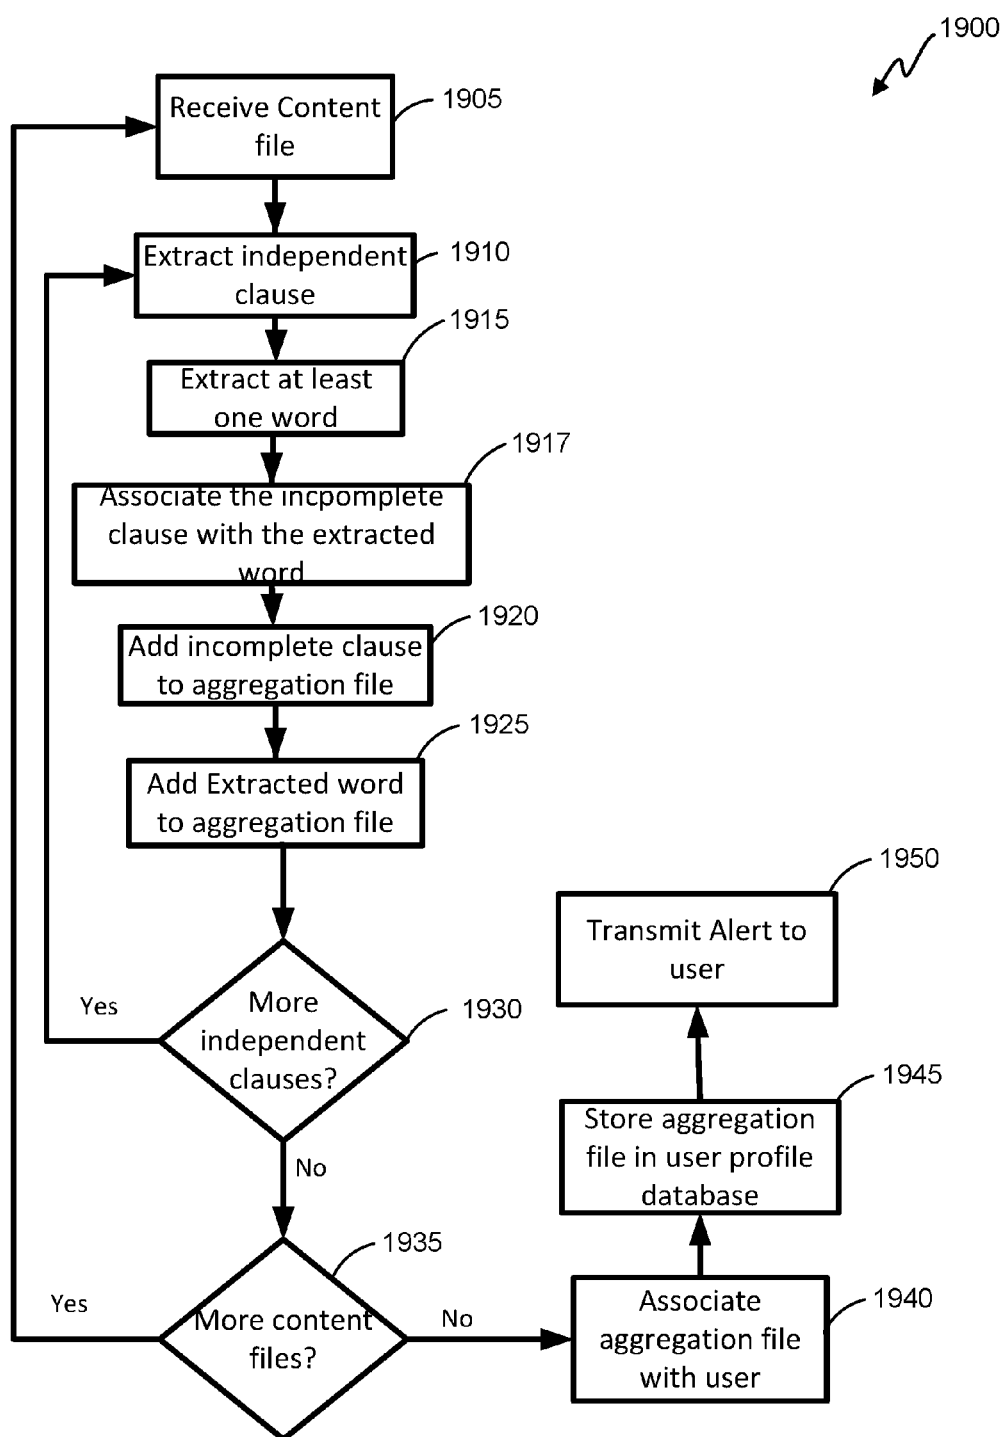 1900
Receive Content
file
1905
Extract independent
clause
1910
Extract at least
one word
1915
Associate the incpomplete
clause with the extracted
word
1917
Add incomplete clause
to aggregation file
1920
Add Extracted word
to aggregation file
1925
More
independent
clauses?
1930
Yes
No
More content
files?
1935
Yes
No
Associate
aggregation file
with user
1940
Store aggregation
file in user profile
database
1945
Transmit Alert to
user
1950